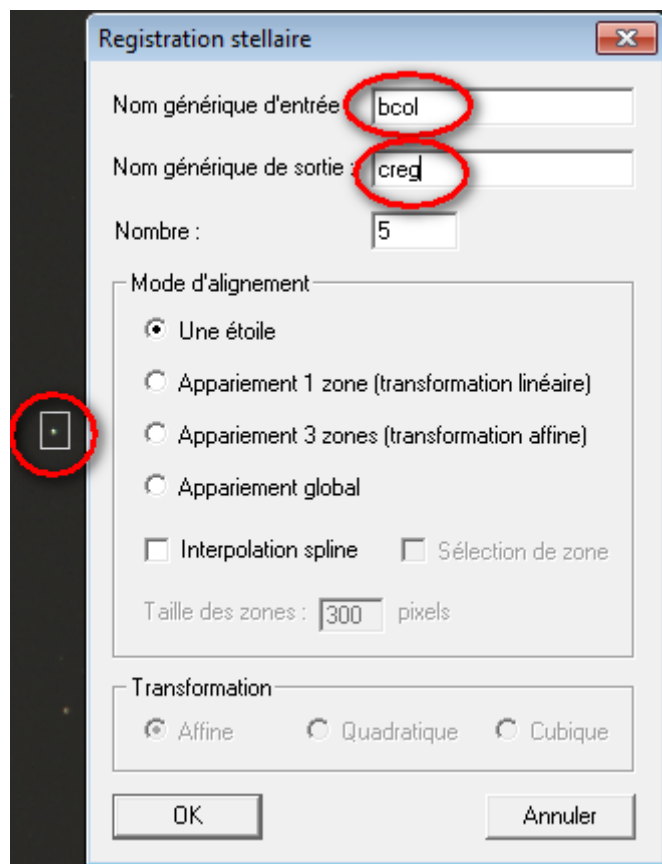 Registration stellaire
Nom générique d'entrée bcol
Nom générique de sortie : creg
Nombre : 5
Mode d'alignement
Une étoile
Appariement 1 zone (transformation linéaire)
Appariement 3 zones (transformation affine)
Appariement global
Interpolation spline Sélection de zone
Taille des zones : 300 pixels
Transformation
Affine Quadratique Cubique
OK Annuler